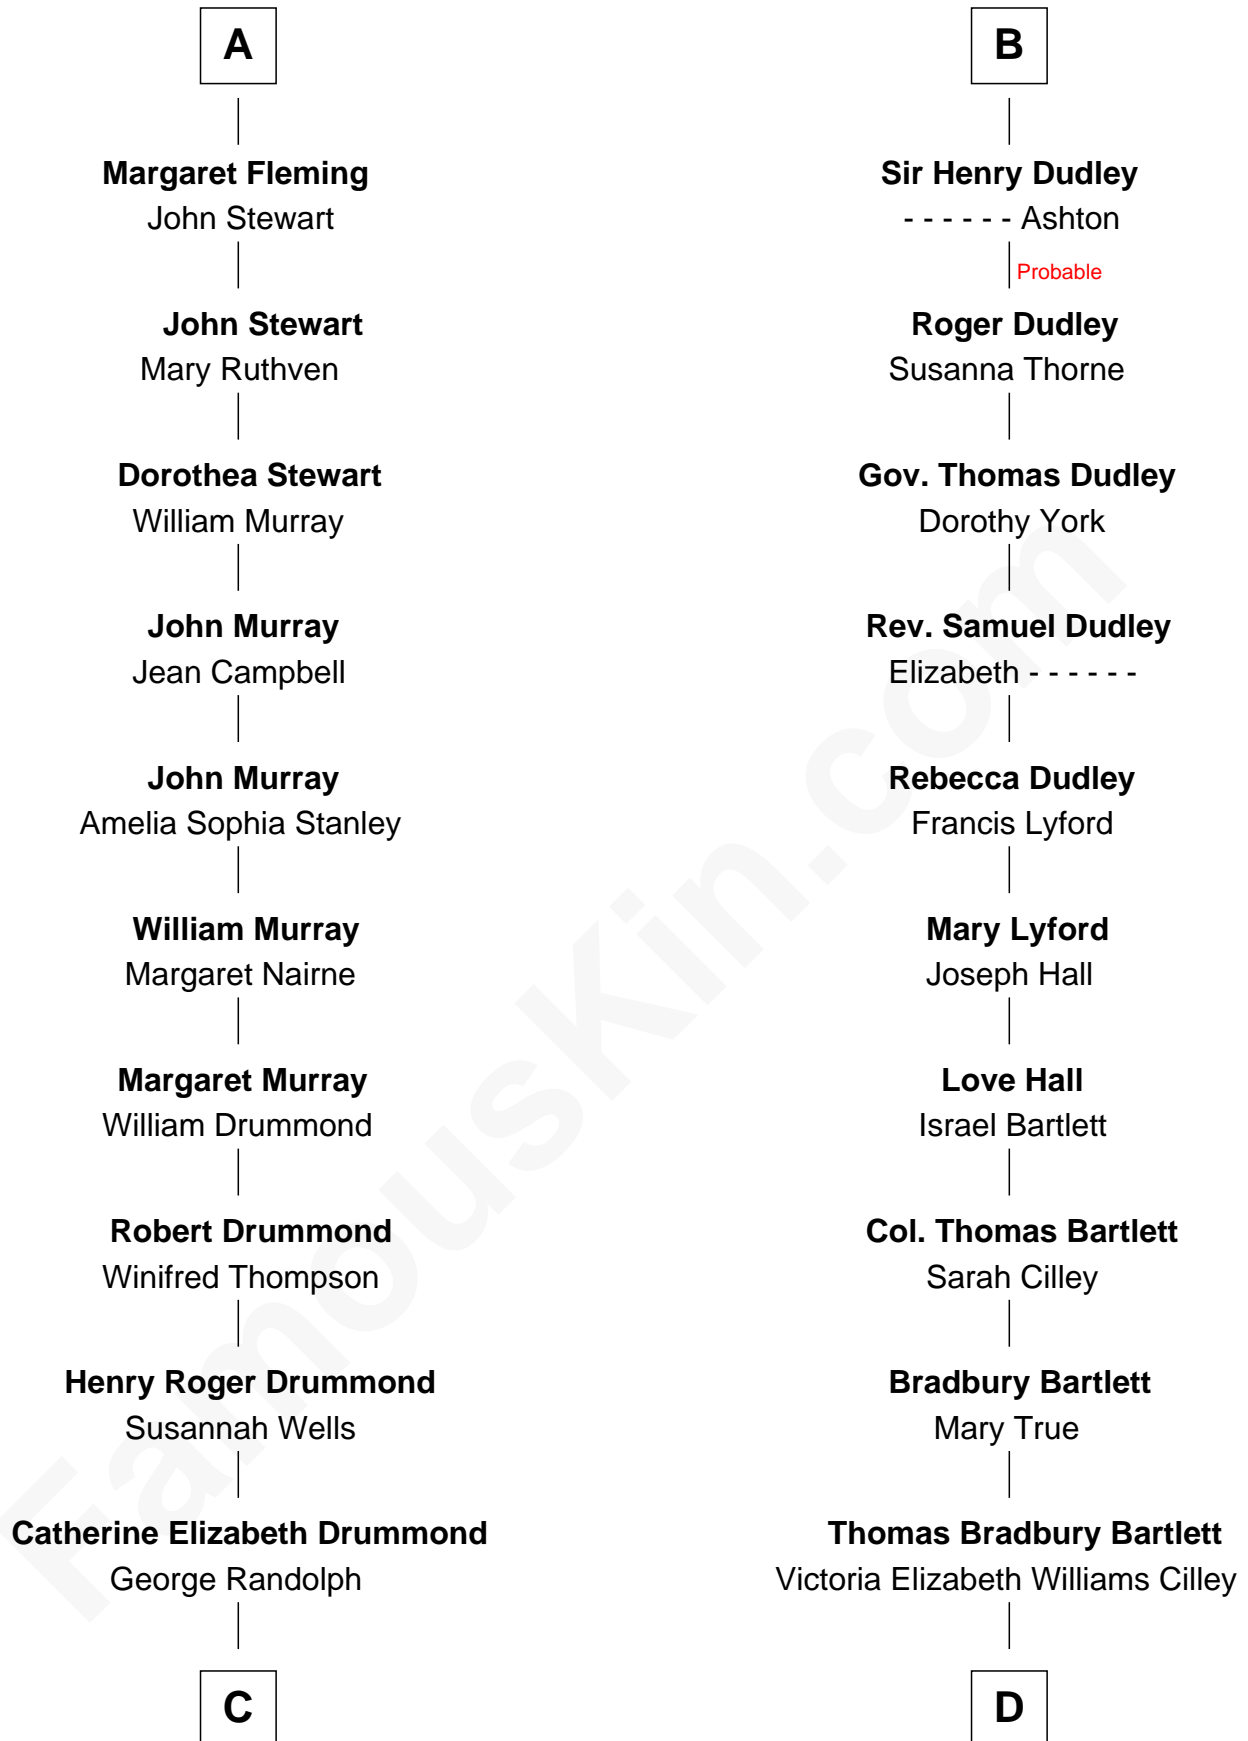 A
Margaret Fleming
John Stewart
John Stewart
Mary Ruthven
Dorothea Stewart
William Murray
John Murray
Jean Campbell
John Murray
Amelia Sophia Stanley
William Murray
Margaret Nairne
Margaret Murray
William Drummond
Robert Drummond
Winifred Thompson
Henry Roger Drummond
Susannah Wells
Catherine Elizabeth Drummond
George Randolph
C
B
Sir Henry Dudley
- - - - - - Ashton
Probable
Roger Dudley
Susanna Thorne
Gov. Thomas Dudley
Dorothy York
Rev. Samuel Dudley
Elizabeth - - - - - -
Rebecca Dudley
Francis Lyford
Mary Lyford
Joseph Hall
Love Hall
Israel Bartlett
Col. Thomas Bartlett
Sarah Cilley
Bradbury Bartlett
Mary True
Thomas Bradbury Bartlett
Victoria Elizabeth Williams Cilley
D
FamousKin.com